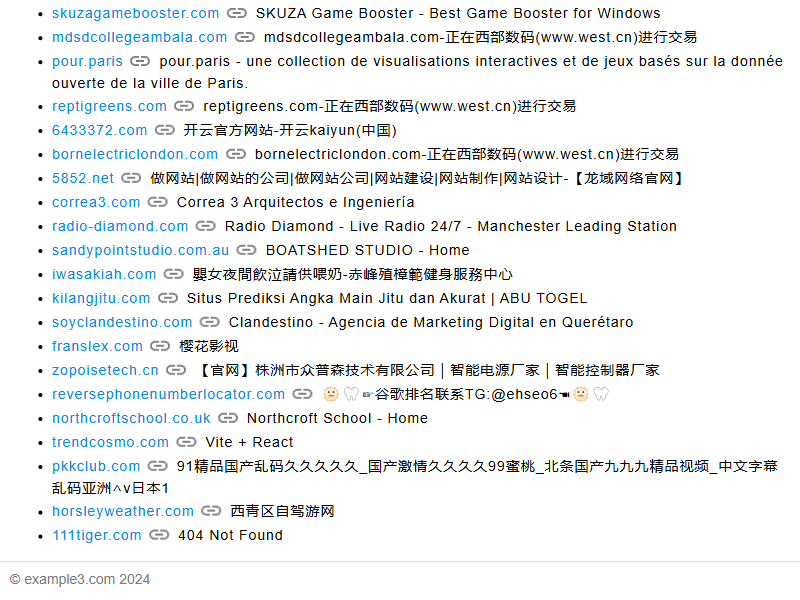 skuzagamebooster.com SKUZA Game Booster - Best Game Booster for Windows
mdsdcollegeambala.com mdsdcollegeambala.com-正在西部数码(www.west.cn)进行交易
pour.paris pour.paris - une collection de visualisations interactives et de jeux basés sur la donnée
ouverte de la ville de Paris.
reptigreens.com reptigreens.com-正在西部数码(www.west.cn)进行交易
6433372.com 开云官方网站-开云kaiyun(中国)
bornelectriclondon.com bornelectriclondon.com-正在西部数码(www.west.cn)进行交易
5852.net 做网站|做网站的公司|做网站公司|网站建设|网站制作|网站设计-【龙域网络官网】
correa3.com Correa 3 Arquitectos e Ingeniería
radio-diamond.com Radio Diamond - Live Radio 24/7 - Manchester Leading Station
sandypointstudio.com.au BOATSHED STUDIO - Home
iwasakiah.com 嬰女夜間飲泣請供喂奶-赤峰殖樟範健身服務中心
kilangjitu.com Situs Prediksi Angka Main Jitu dan Akurat | ABU TOGEL
soyclandestino.com Clandestino - Agencia de Marketing Digital en Querétaro
franslex.com 樱花影视
zopoisetech.cn 【官网】株洲市众普森技术有限公司｜智能电源厂家｜智能控制器厂家
reversephonenumberlocator.com 🌝🦷☞谷歌排名联系TG:@ehseo6☚🌝🦷
northcroftschool.co.uk Northcroft School - Home
trendcosmo.com Vite + React
pkkclub.com 91精品国产乱码久久久久久_国产激情久久久久99蜜桃_北条国产九九九精品视频_中文字幕
乱码亚洲∧∨日本1
horsleyweather.com 西青区自驾游网
111tiger.com 404 Not Found
© example3.com 2024